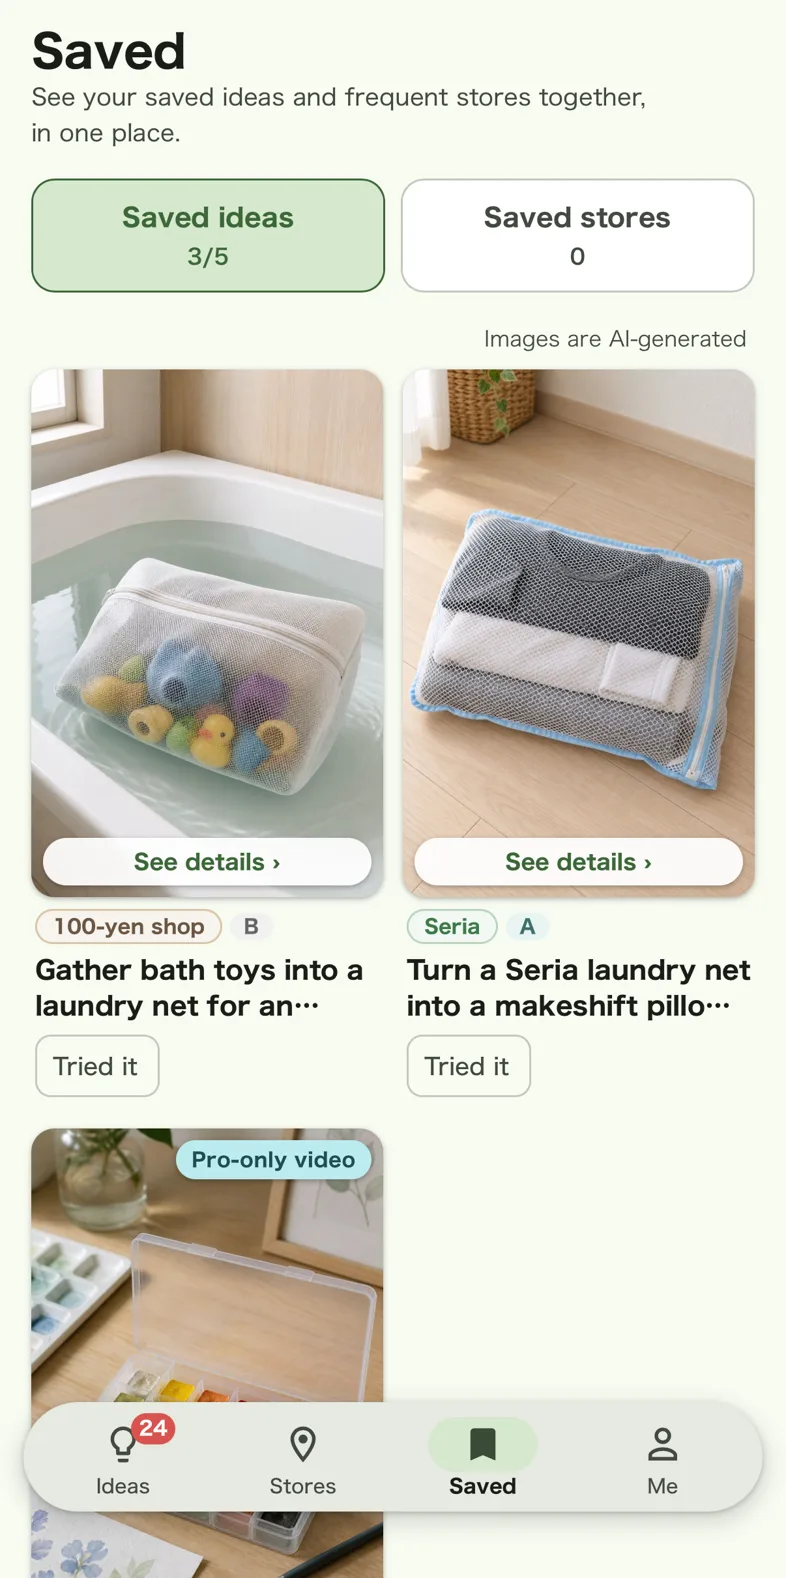 Saved
See your saved ideas and frequent stores together,
in one place.
Saved ideas
3/5
Saved stores
0
Images are AI-generated
See details ›
100-yen shop B
Gather bath toys into a
laundry net for an···
Tried it
See details ›
Seria A
Turn a Seria laundry net
into a makeshift pillo···
Tried it
Pro-only video
24
Ideas
Stores
Saved
Me